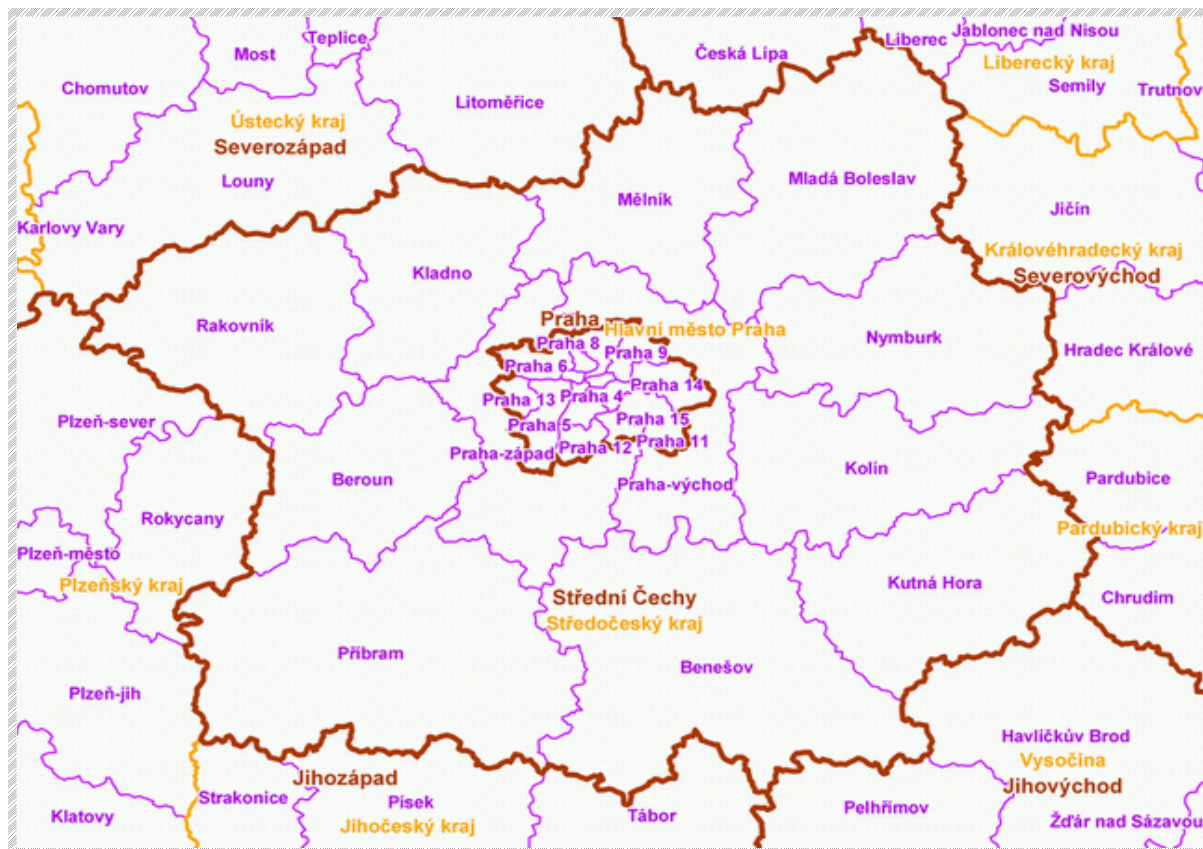 Teplice
Most
Chomutov
Česká Lípa
Liberec
Jablonec nad Nisou
Liberecký kraj
Semily
Trutnov
Litoměřice
Ústecký kraj
Severozápad
Louny
Karlovy Vary
Mělník
Mladá Boleslav
Jičín
Královéhradecký kraj
Severovýchod
Kladno
Rakovník
Praha
Hlavní město Praha
Nymburk
Hradec Králové
Praha 8
Praha 9
Praha 6
Praha 14
Praha 13
Praha 4
Praha 15
Praha 5
Praha 11
Praha 12
Praha-západ
Praha-východ
Plzeň-sever
Beroun
Kolín
Pardubice
Rokycany
Pardubický kraj
Plzeň-město
Plzeňský kraj
Střední Čechy
Středočeský kraj
Kutná Hora
Chrudim
Příbram
Benešov
Plzeň-jih
Havlíčkův Brod
Vysočina
Jihovýchod
Jihozápad
Strakonice
Písek
Jihočeský kraj
Klatovy
Tábor
Pelhřimov
Žďár nad Sázavou